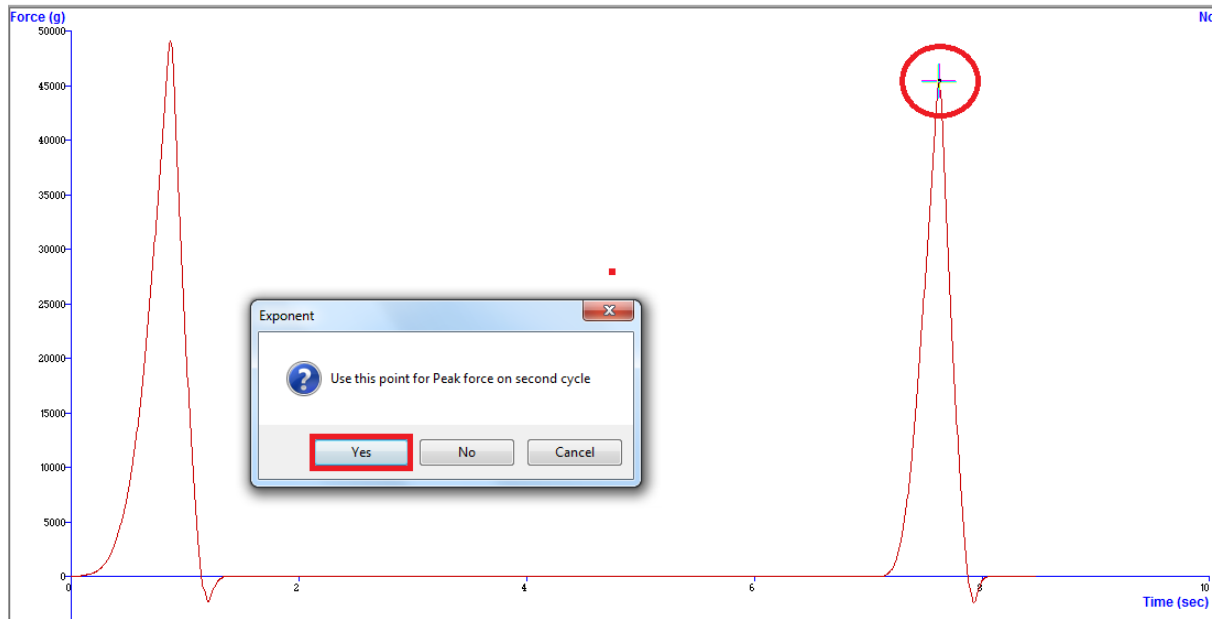 Force (g)
No
50000
45000
40000
35000
30000
25000
20000
15000
10000
5000
0
0 2 4 6 8 10
Time (sec)
Exponent
Use this point for Peak force on second cycle
Yes No Cancel